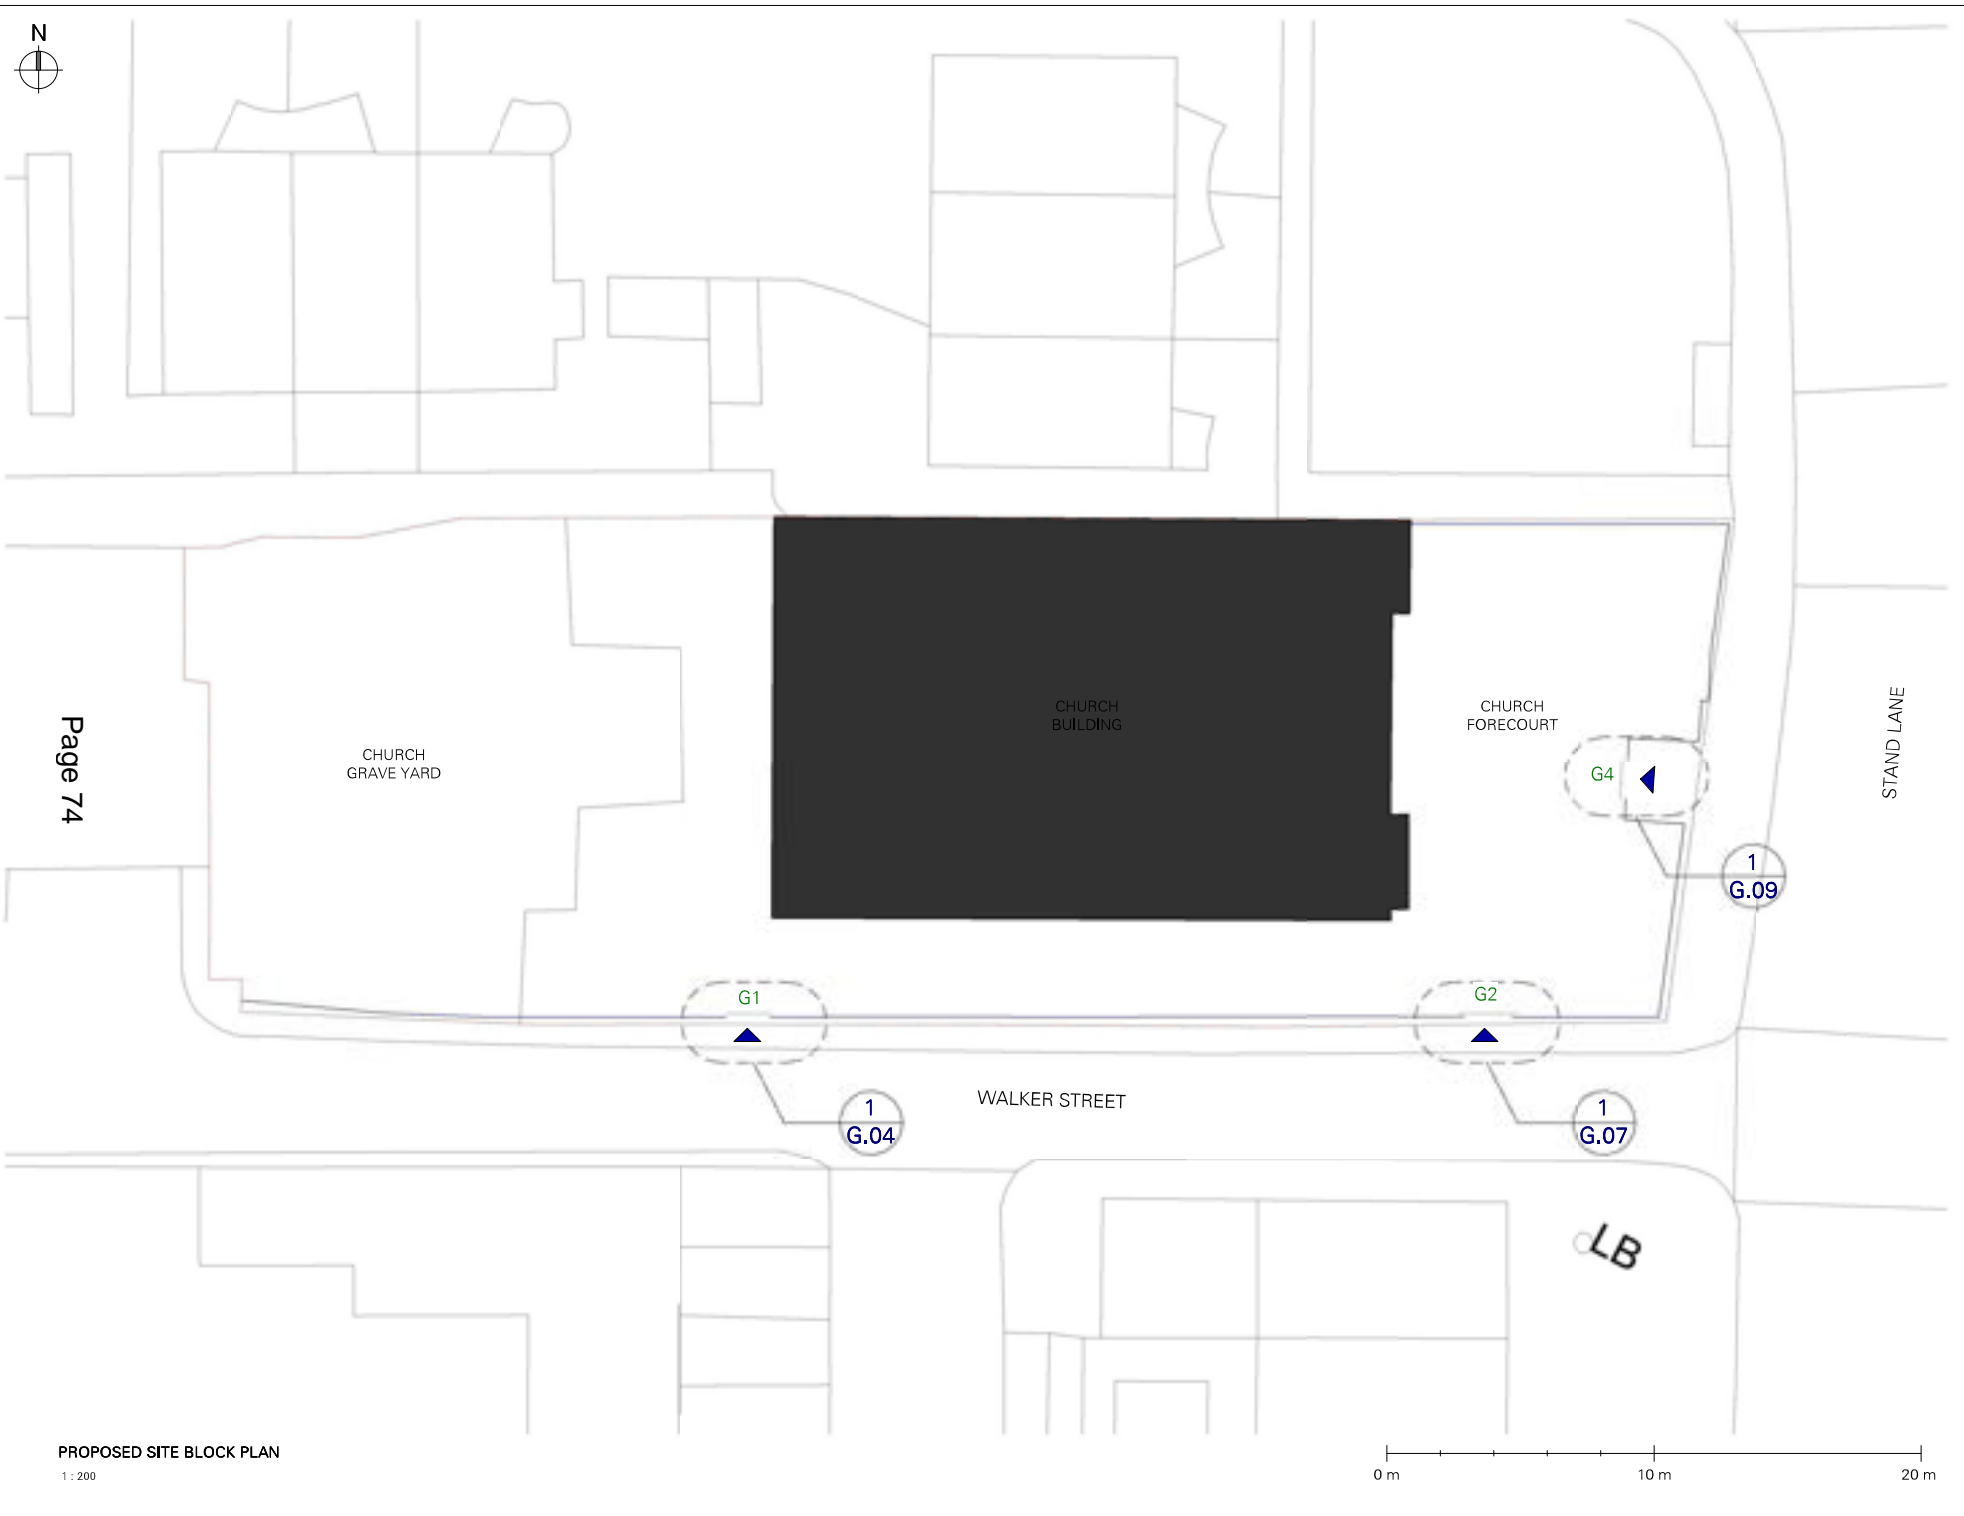 N
CHURCH
BUILDING
CHURCH
FORECOURT
STAND LANE
Page 74
CHURCH
GRAVE YARD
G4
1
G.09
G1
G2
WALKER STREET
1
G.04
1
G.07
LB
PROPOSED SITE BLOCK PLAN
1 : 200
0 m
10 m
20 m